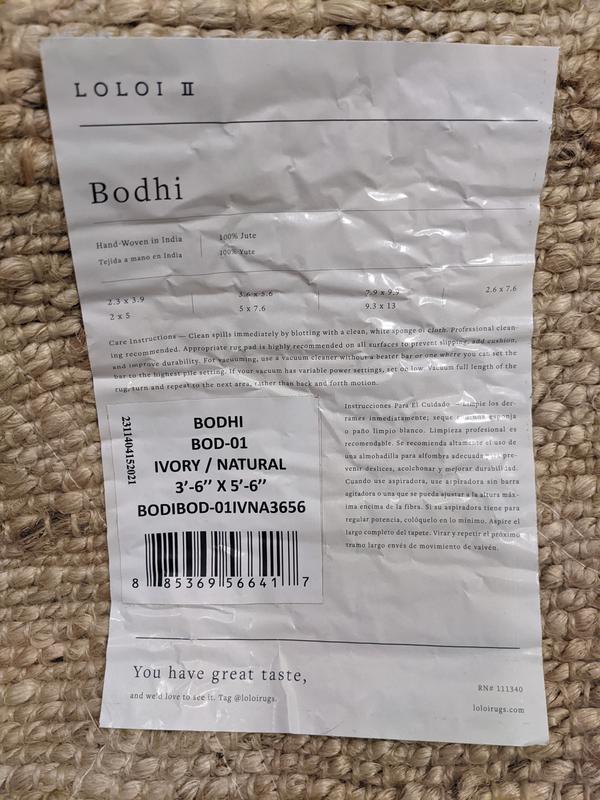 LOLOI II
Bodhi
Hand-Woven in India
Tejida a mano en India
100% Jute
100% Yute
2.3 x 3.9
2 x 5
3.6 x 5.6
5 x 7.6
7.9 x 9.9
9.3 x 13
2.6 x 7.6
Care Instructions — Clean spills immediately by blotting with a clean, white sponge or cloth. Professional clean-
ing recommended. Appropriate rug pad is highly recommended on all surfaces to prevent slipping, add cushion,
and improve durability. For vacuuming, use a vacuum cleaner without a beater bar or one where you can set the
bar to the highest pile setting. If your vacuum has variable power settings, set on low. Vacuum full length of the
rug, turn and repeat to the next area, rather than back and forth motion.
2311404152021
BODHI
BOD-01
IVORY / NATURAL
3'-6" X 5'-6"
BODIBOD-01IVNA3656
8 85369 56641 7
Instrucciones Para El Cuidado — Limpie los der-
rames inmediatamente; seque con una esponja
o paño limpio blanco. Limpieza profesional es
recomendable. Se recomienda altamente el uso de
una almohadilla para alfombra adecuada para pre-
venir deslices, acolchonar y mejorar durabilidad.
Cuando use aspiradora, use aspiradora sin barra
agitadora o una que se pueda ajustar a la altura máx-
ima encima de la fibra. Si su aspiradora tiene para
regular potencia, colóquelo en lo mínimo. Aspire el
largo completo del tapete. Virar y repetir el próximo
tramo largo envés de movimiento de vaivén.
You have great taste,
and we'd love to see it. Tag @loloirugs.
RN# 111340
loloirugs.com